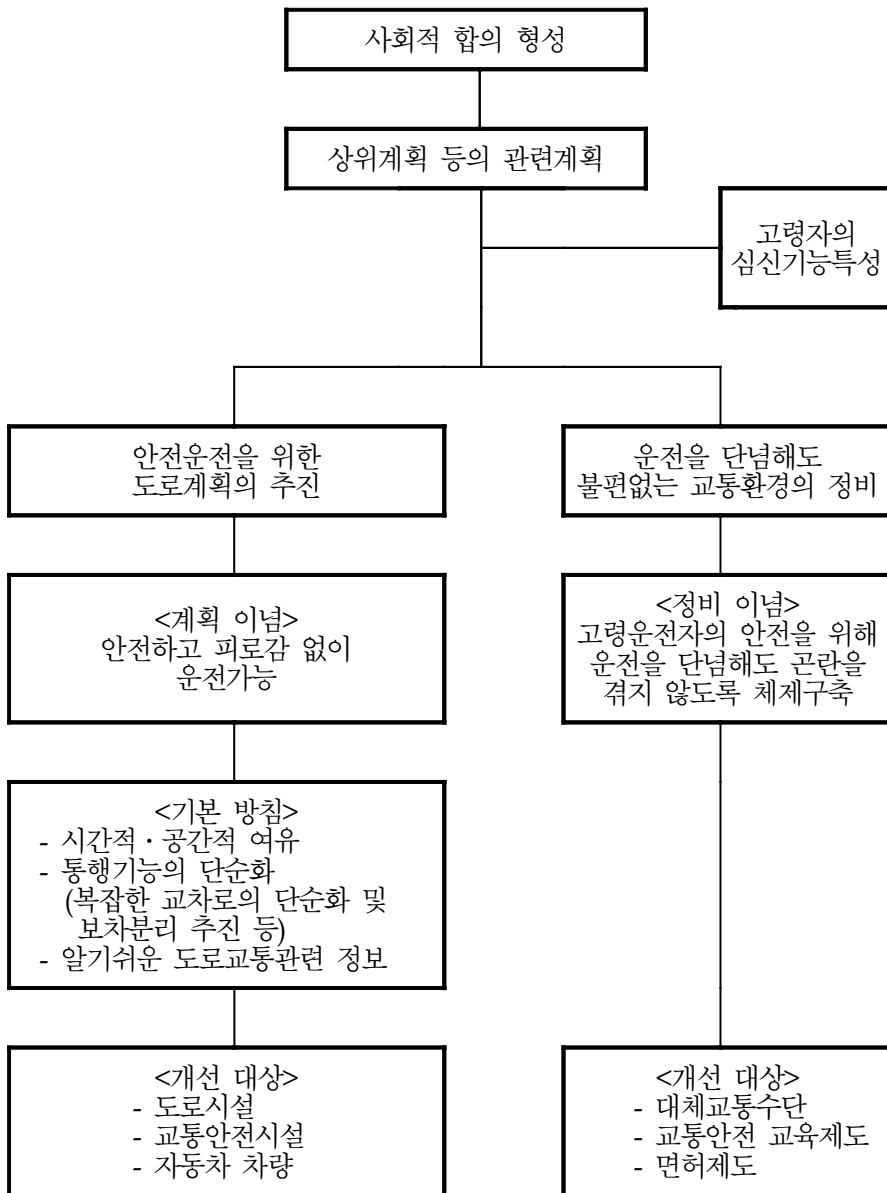 사회적 합의 형성
상위계획 등의 관련계획
고령자의
심신기능특성
안전운전을 위한
도로계획의 추진
운전을 단념해도
불편없는 교통환경의 정비
<계획 이념>
안전하고 피로감 없이
운전가능
<정비 이념>
고령운전자의 안전을 위해
운전을 단념해도 곤란을
겪지 않도록 체제구축
<기본 방침>
- 시간적·공간적 여유
- 통행기능의 단순화
(복잡한 교차로의 단순화 및
보차분리 추진 등)
- 알기쉬운 도로교통관련 정보
<개선 대상>
- 도로시설
- 교통안전시설
- 자동차 차량
<개선 대상>
- 대체교통수단
- 교통안전 교육제도
- 면허제도